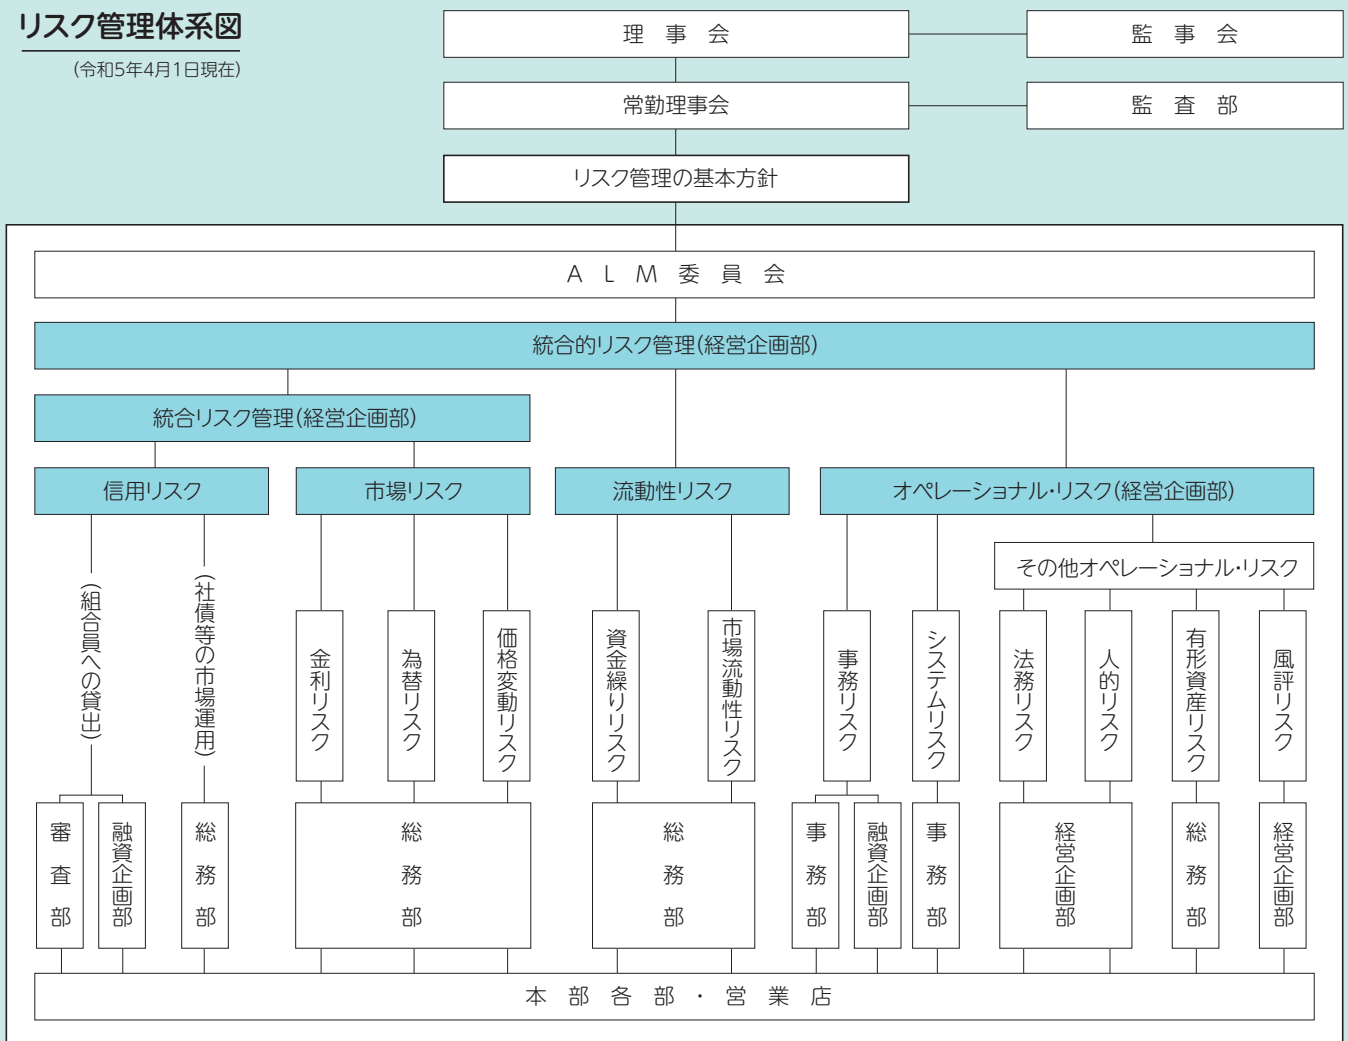 リスク管理体系図
(令和5年4月1日現在)
理事会
監事会
常勤理事会
監査部
リスク管理の基本方針
ALM委員会
統合的リスク管理(経営企画部)
統合リスク管理(経営企画部)
信用リスク
市場リスク
流動性リスク
オペレーショナル・リスク(経営企画部)
その他オペレーショナル・リスク
(組合員への貸出)
(社債等の市場運用)
金利リスク
為替リスク
価格変動リスク
資金繰りリスク
市場流動性リスク
事務リスク
システムリスク
法務リスク
人的リスク
有形資産リスク
風評リスク
審査部
融資企画部
総務部
総務部
総務部
事務部
融資企画部
事務部
経営企画部
総務部
経営企画部
本部各部・営業店